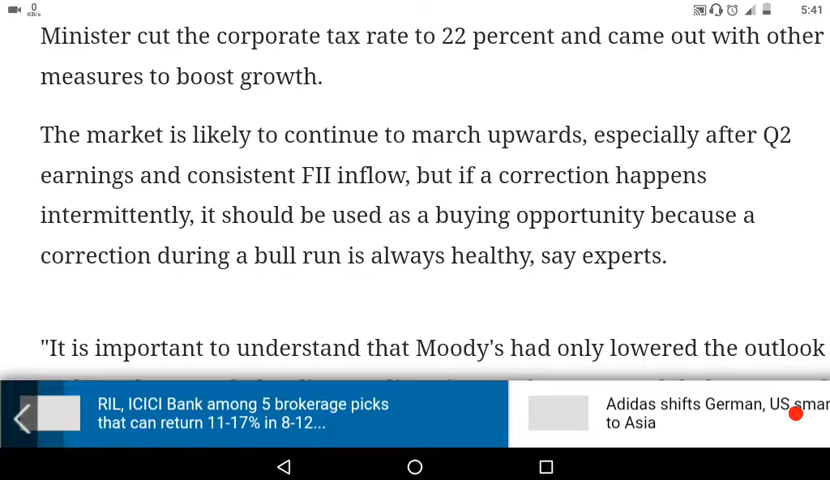 0
KB/s
5:41
Minister cut the corporate tax rate to 22 percent and came out with other
measures to boost growth.
The market is likely to continue to march upwards, especially after Q2
earnings and consistent FII inflow, but if a correction happens
intermittently, it should be used as a buying opportunity because a
correction during a bull run is always healthy, say experts.
"It is important to understand that Moody's had only lowered the outlook
RIL, ICICI Bank among 5 brokerage picks
that can return 11-17% in 8-12...
Adidas shifts German, US smar
to Asia